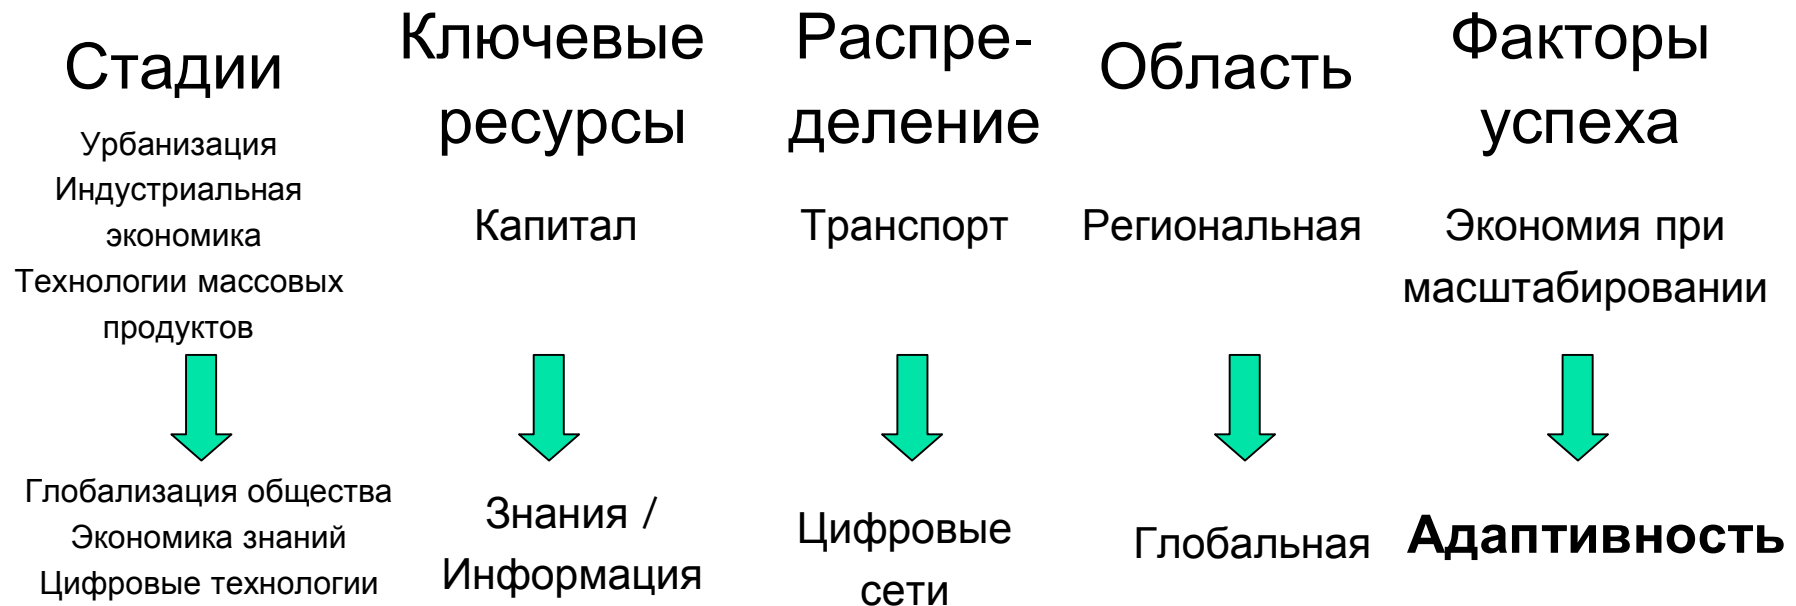 Стадии
Ключевые
ресурсы
Распре-
деление
Область
Факторы
успеха
Урбанизация
Индустриальная
экономика
Технологии массовых
продуктов
Капитал
Транспорт
Региональная
Экономия при
масштабировании
Глобализация общества
Экономика знаний
Цифровые технологии
Знания /
Информация
Цифровые
сети
Глобальная
Адаптивность